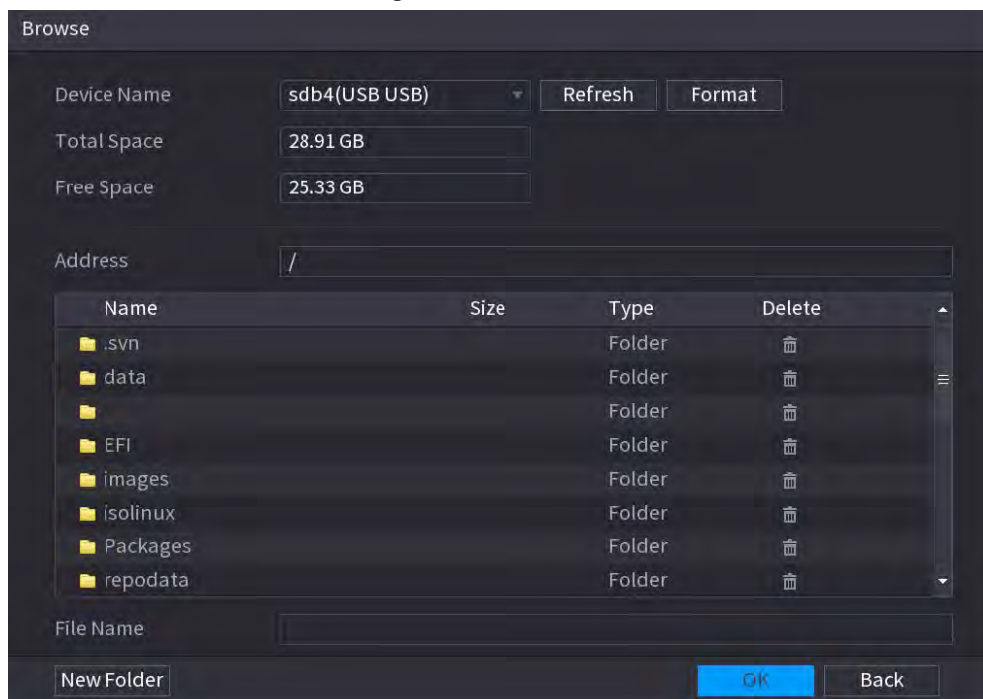 Browse
Device Name sdb4(USB USB) Refresh Format
Total Space 28.91 GB
Free Space 25.33 GB
Address /
Name Size Type Delete
.svn Folder
data Folder
Folder
EFI Folder
images Folder
isolinux Folder
Packages Folder
repodata Folder
File Name
New Folder OK Back